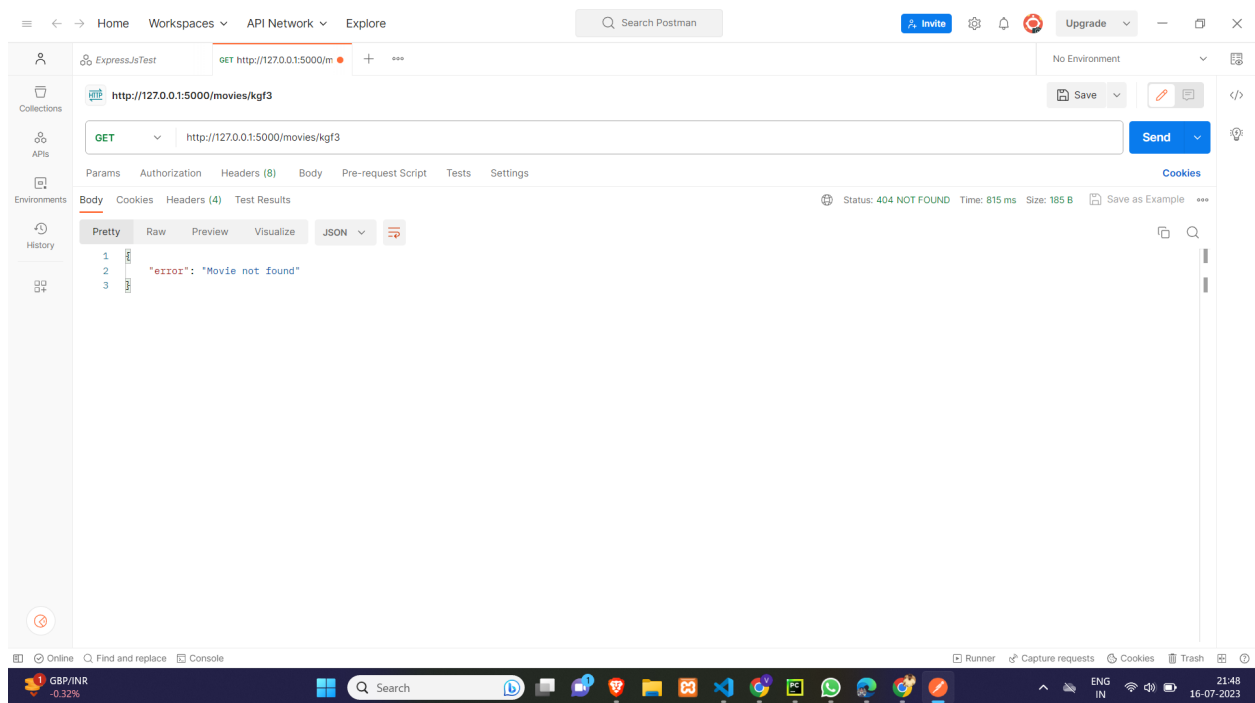 Home Workspaces API Network Explore Search Postman Invite Upgrade
ExpressJsTest GET http://127.0.0.1:5000/m No Environment
Collections
HTTP http://127.0.0.1:5000/movies/kgf3 Save
APIs
GET http://127.0.0.1:5000/movies/kgf3 Send
Environments
Params Authorization Headers (8) Body Pre-request Script Tests Settings Cookies
Body Cookies Headers (4) Test Results Status: 404 NOT FOUND Time: 815 ms Size: 185 B Save as Example
History
Pretty Raw Preview Visualize JSON
1 {
2 "error": "Movie not found"
3 }
Online Find and replace Console Runner Capture requests Cookies Trash
1 GBP/INR
-0.32%
Search
1
PC
V
ENG
IN
21:48
16-07-2023